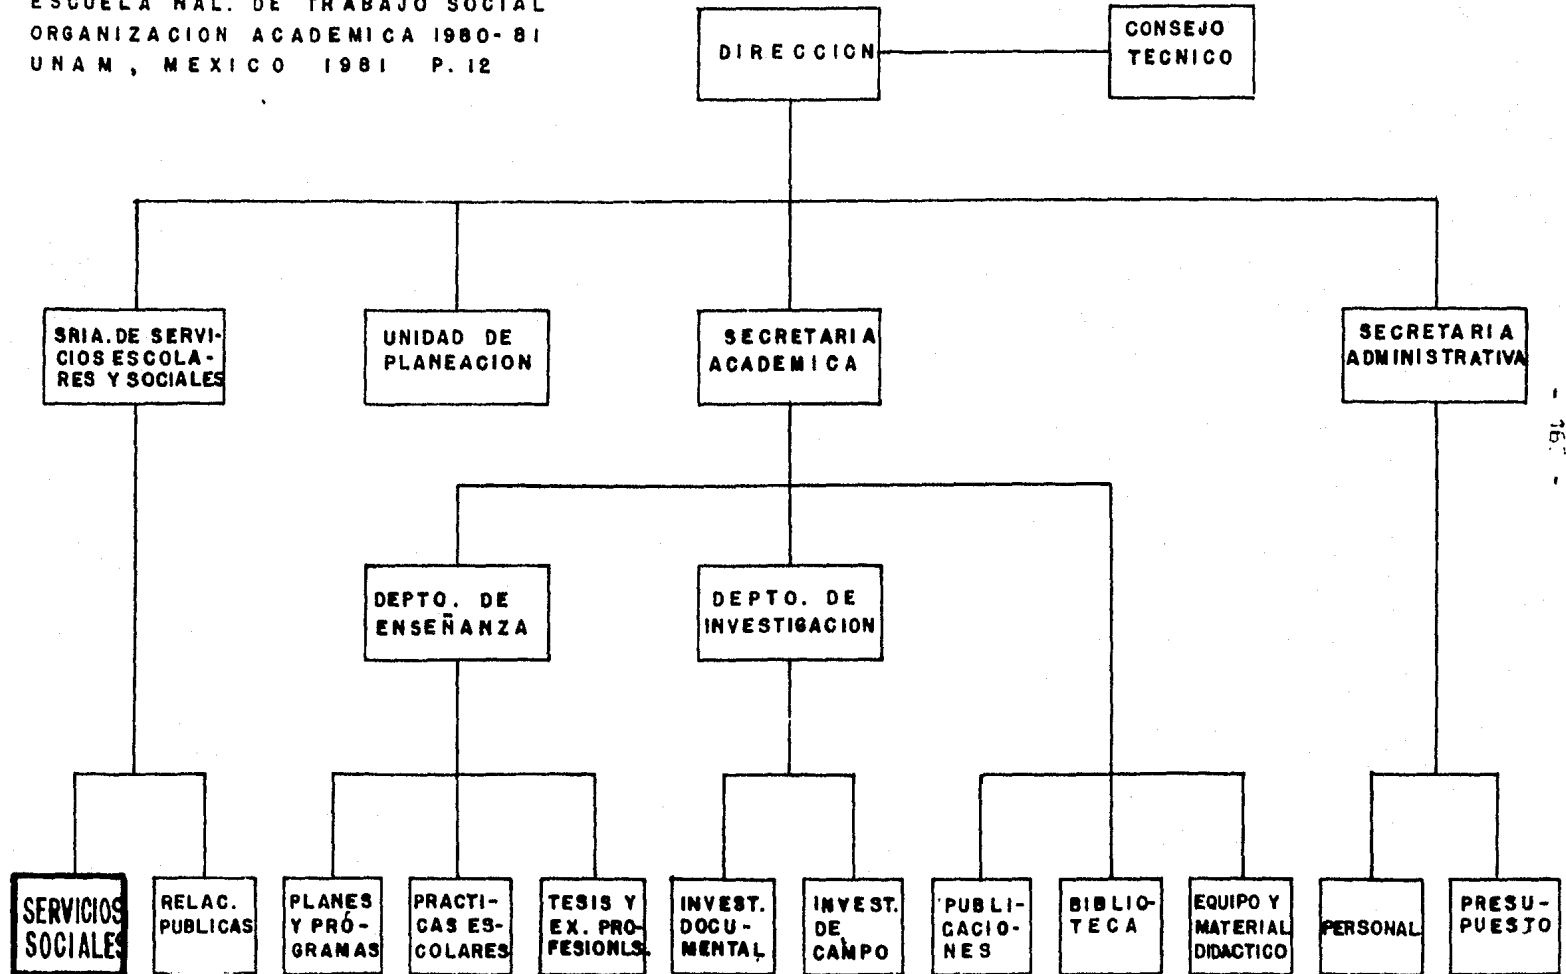 ESCUELA NAL. DE TRABAJO SOCIAL
ORGANIZACION ACADEMICA 1980-81
UNAM, MEXICO 1981 P. 12
DIRECCION
CONSEJO
TECNICO
SRIA. DE SERVI-
CIOS ESCOLA-
RES Y SOCIALES
UNIDAD DE
PLANEACION
SECRETARIA
ACADEMICA
SECRETARIA
ADMINISTRATIVA
DEPTO. DE
ENSEÑANZA
DEPTO. DE
INVESTIGACION
SERVICIOS
SOCIALES
RELAC.
PUBLICAS
PLANES
Y PRÓ-
GRAMAS
PRACTI-
CAS ES-
COLARES
TESIS Y
EX. PRO-
FESIONLS.
INVEST.
DOCU-
MENTAL
INVEST.
DE
CAMPO
PUBLI-
CACIO-
NES
BIBLIO-
TECA
EQUIPO Y
MATERIAL
DIDACTICO
PERSONAL
PRESU-
PUESTO